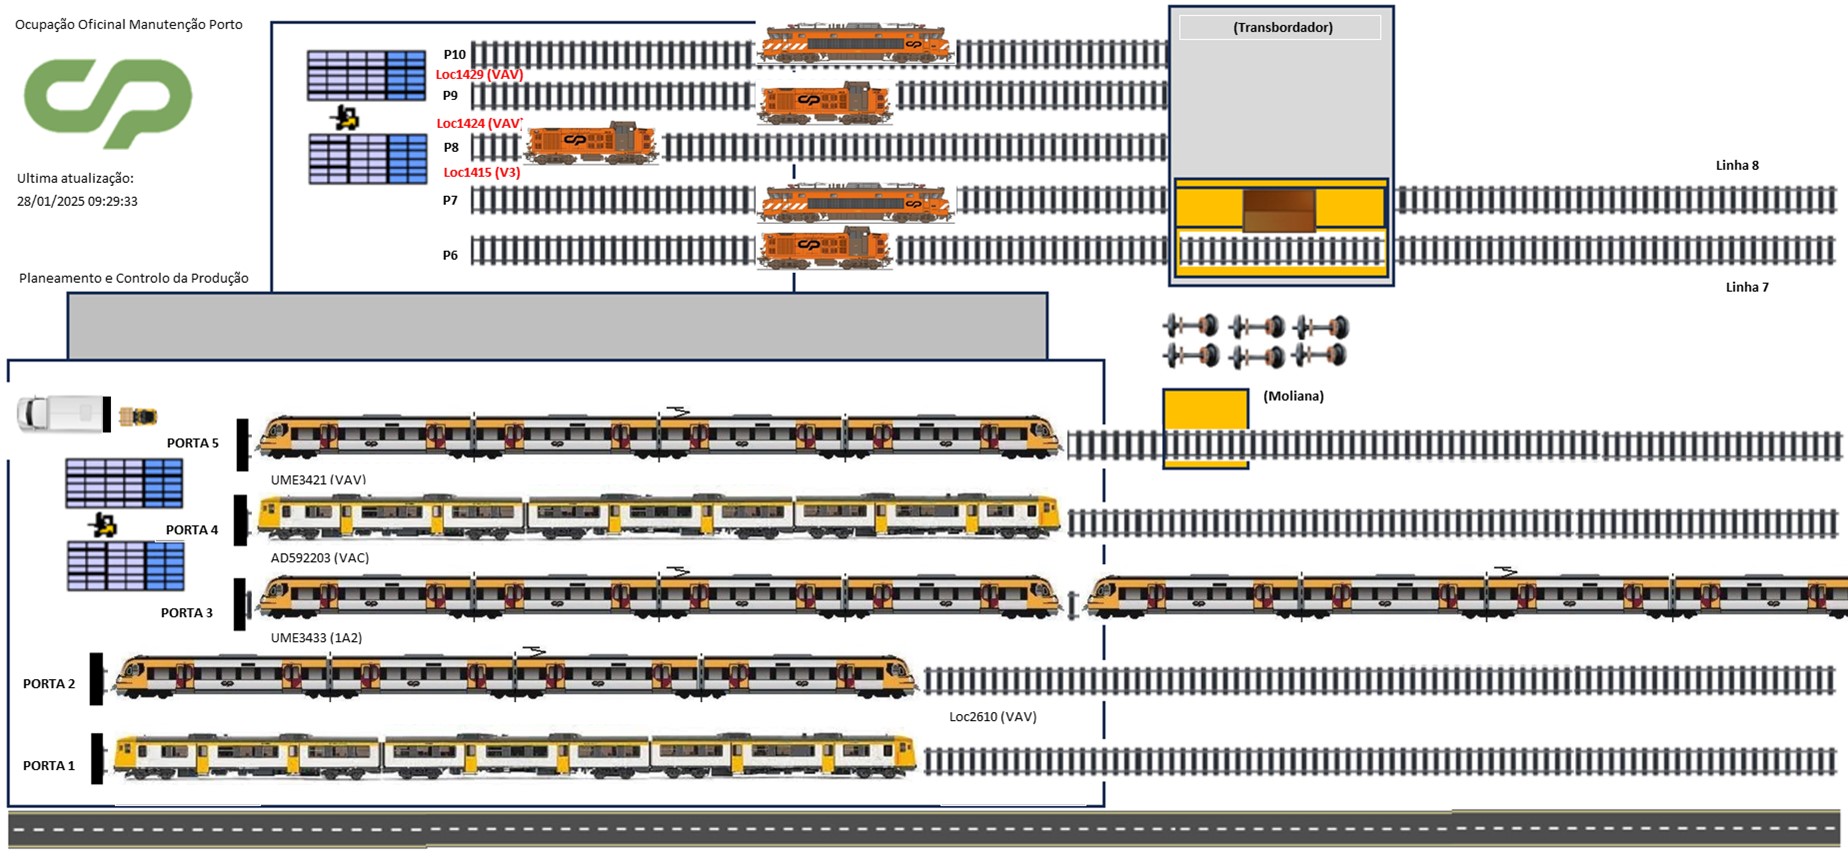 Ocupação Oficinal Manutenção Porto
(Transbordador)
P10
Loc1429 (VAV)
P9
Loc1424 (VAV)
P8
Loc1415 (V3)
P7
P6
Ultima atualização:
28/01/2025 09:29:33
Planeamento e Controlo da Produção
Linha 8
Linha 7
(Moliana)
PORTA 5
UME3421 (VAV)
PORTA 4
AD592203 (VAC)
PORTA 3
UME3433 (1A2)
PORTA 2
Loc2610 (VAV)
PORTA 1